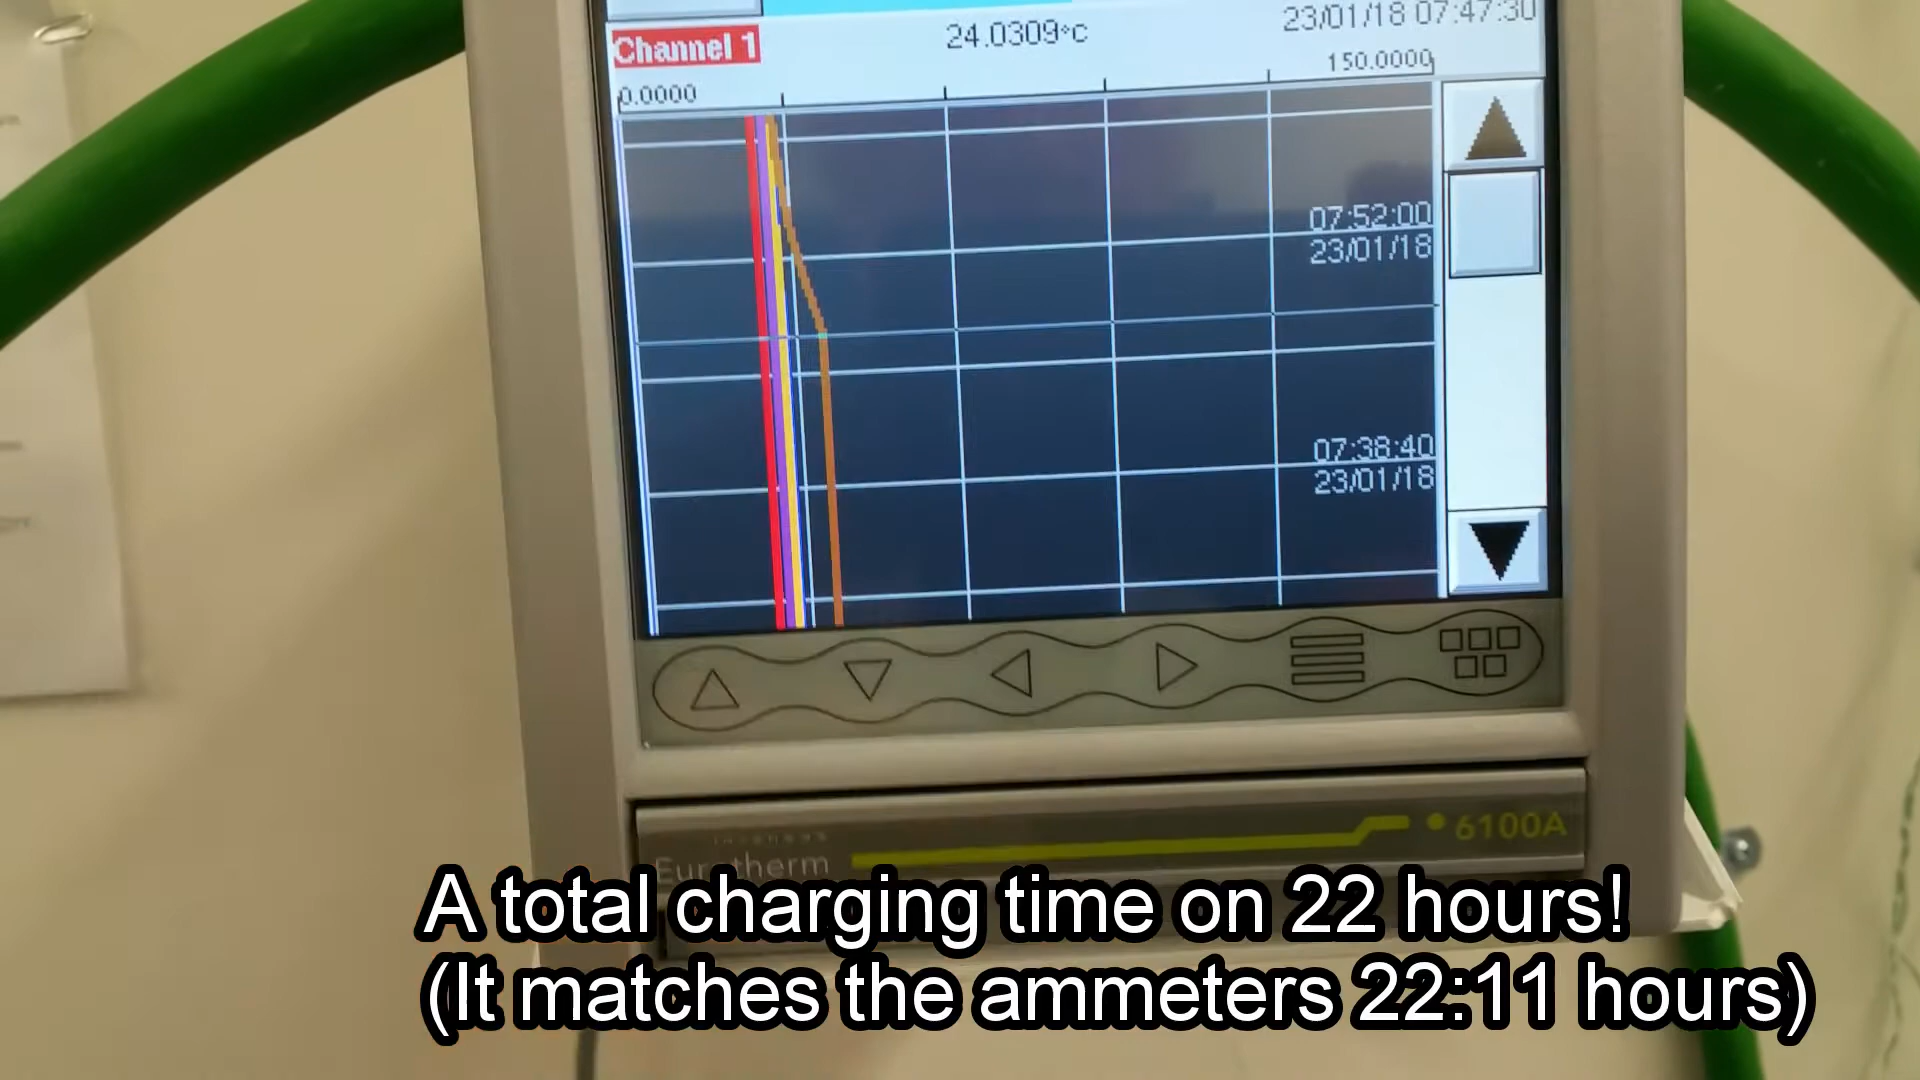 23/01/18 07:47:30
Channel 1
24.0309°C
150.0000
0.0000
07:52:00
23/01/18
07:38:40
23/01/18
6100A
Eurotherm
A total charging time on 22 hours!
(It matches the ammeters 22:11 hours)